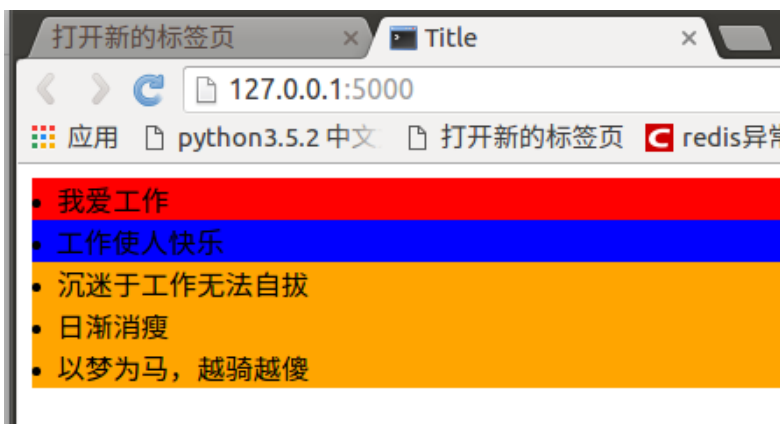 打开新的标签页 × Title ×
127.0.0.1:5000
应用 python3.5.2 中文 打开新的标签页 redis异常
我爱工作
工作使人快乐
沉迷于工作无法自拔
日渐消瘦
以梦为马，越骑越傻